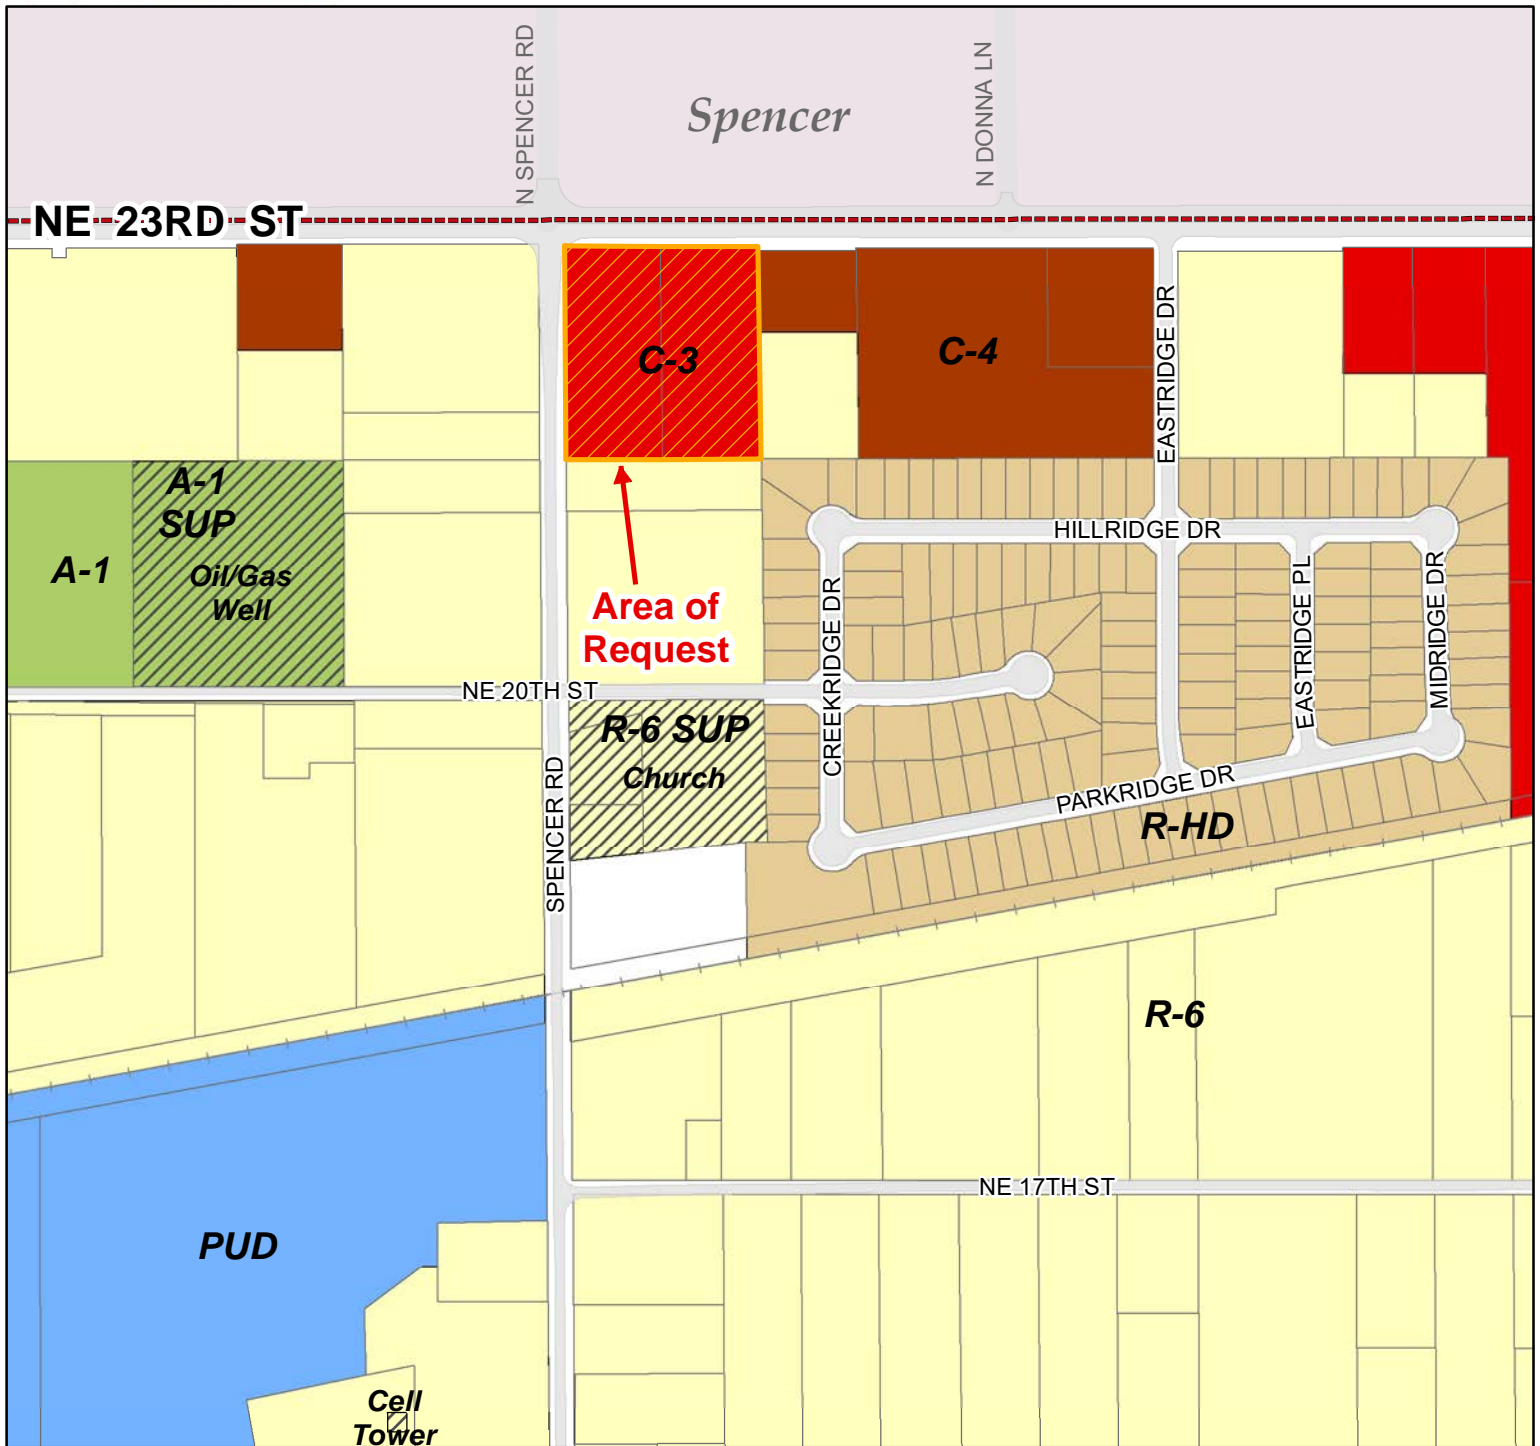 N SPENCER RD
Spencer
N DONNA LN
NE 23RD ST
C-3
C-4
EASTRIDGE DR
A-1
SUP
A-1
Oil/Gas
Well
HILLRIDGE DR
Area of
Request
CREEKRIDGE DR
EASTRIDGE PL
MIDRIDGE DR
NE 20TH ST
R-6 SUP
Church
SPENCER RD
PARKRIDGE DR
R-HD
R-6
NE 17TH ST
PUD
Cell
Tower